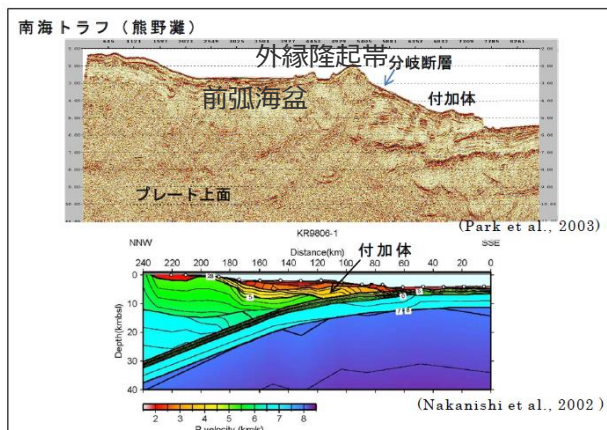 南海トラフ（熊野灘）
外縁隆起帯
分岐断層
前弧海盆
付加体
プレード上面
(Park et al., 2003)
KR9806-1
NNW
Distance(km)
SSE
240 220 200 180 160 140 120 100 80 60 40 20 0
付加体
Depth(kmbsl)
0
10
20
30
40
2 3 4 5 6 7 8
P velocity (km/s)
(Nakanishi et al., 2002 )